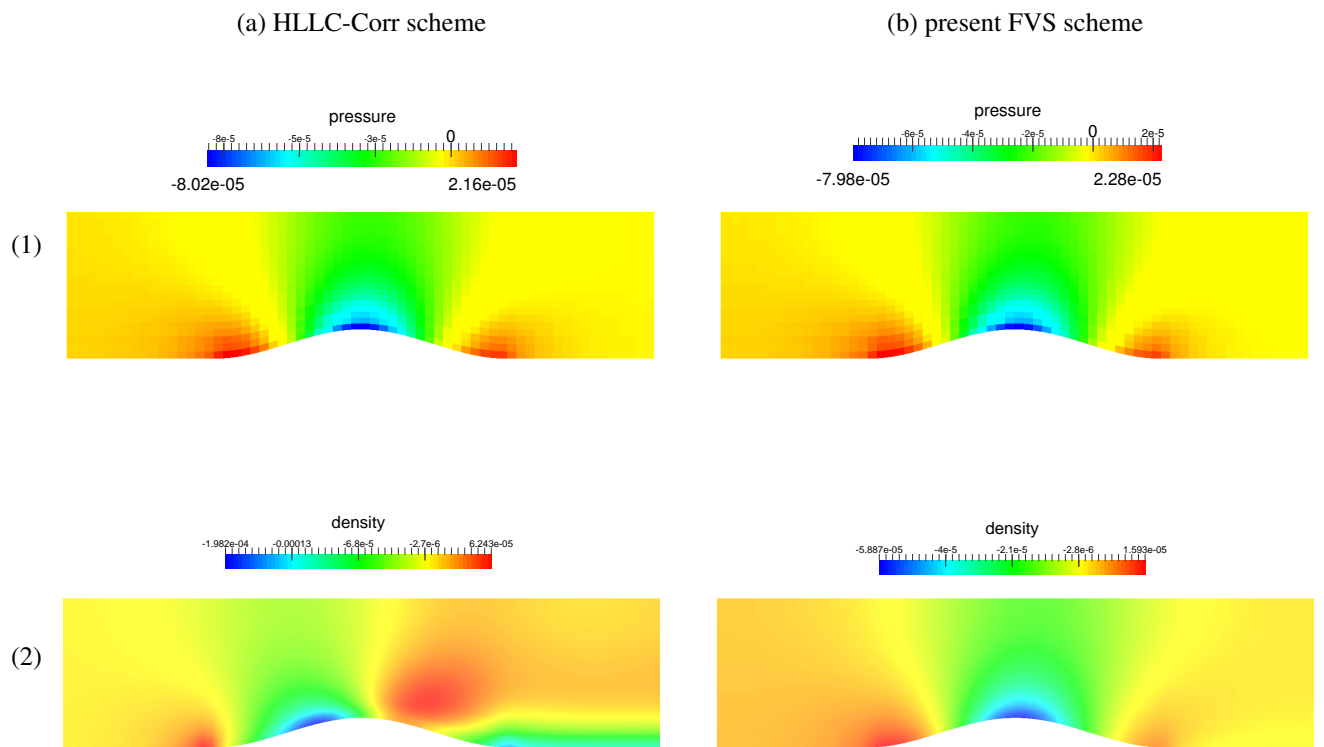 (a) HLLC-Corr scheme
(b) present FVS scheme
pressure
-8e-5 -5e-5 -3e-5 0
-8.02e-05 2.16e-05
pressure
-6e-5 -4e-5 -2e-5 0 2e-5
-7.98e-05 2.28e-05
(1)
density
-1.982e-04 -0.00013 -6.8e-5 -2.7e-6 6.243e-05
density
-5.887e-05 -4e-5 -2.1e-5 -2.8e-6 1.593e-05
(2)